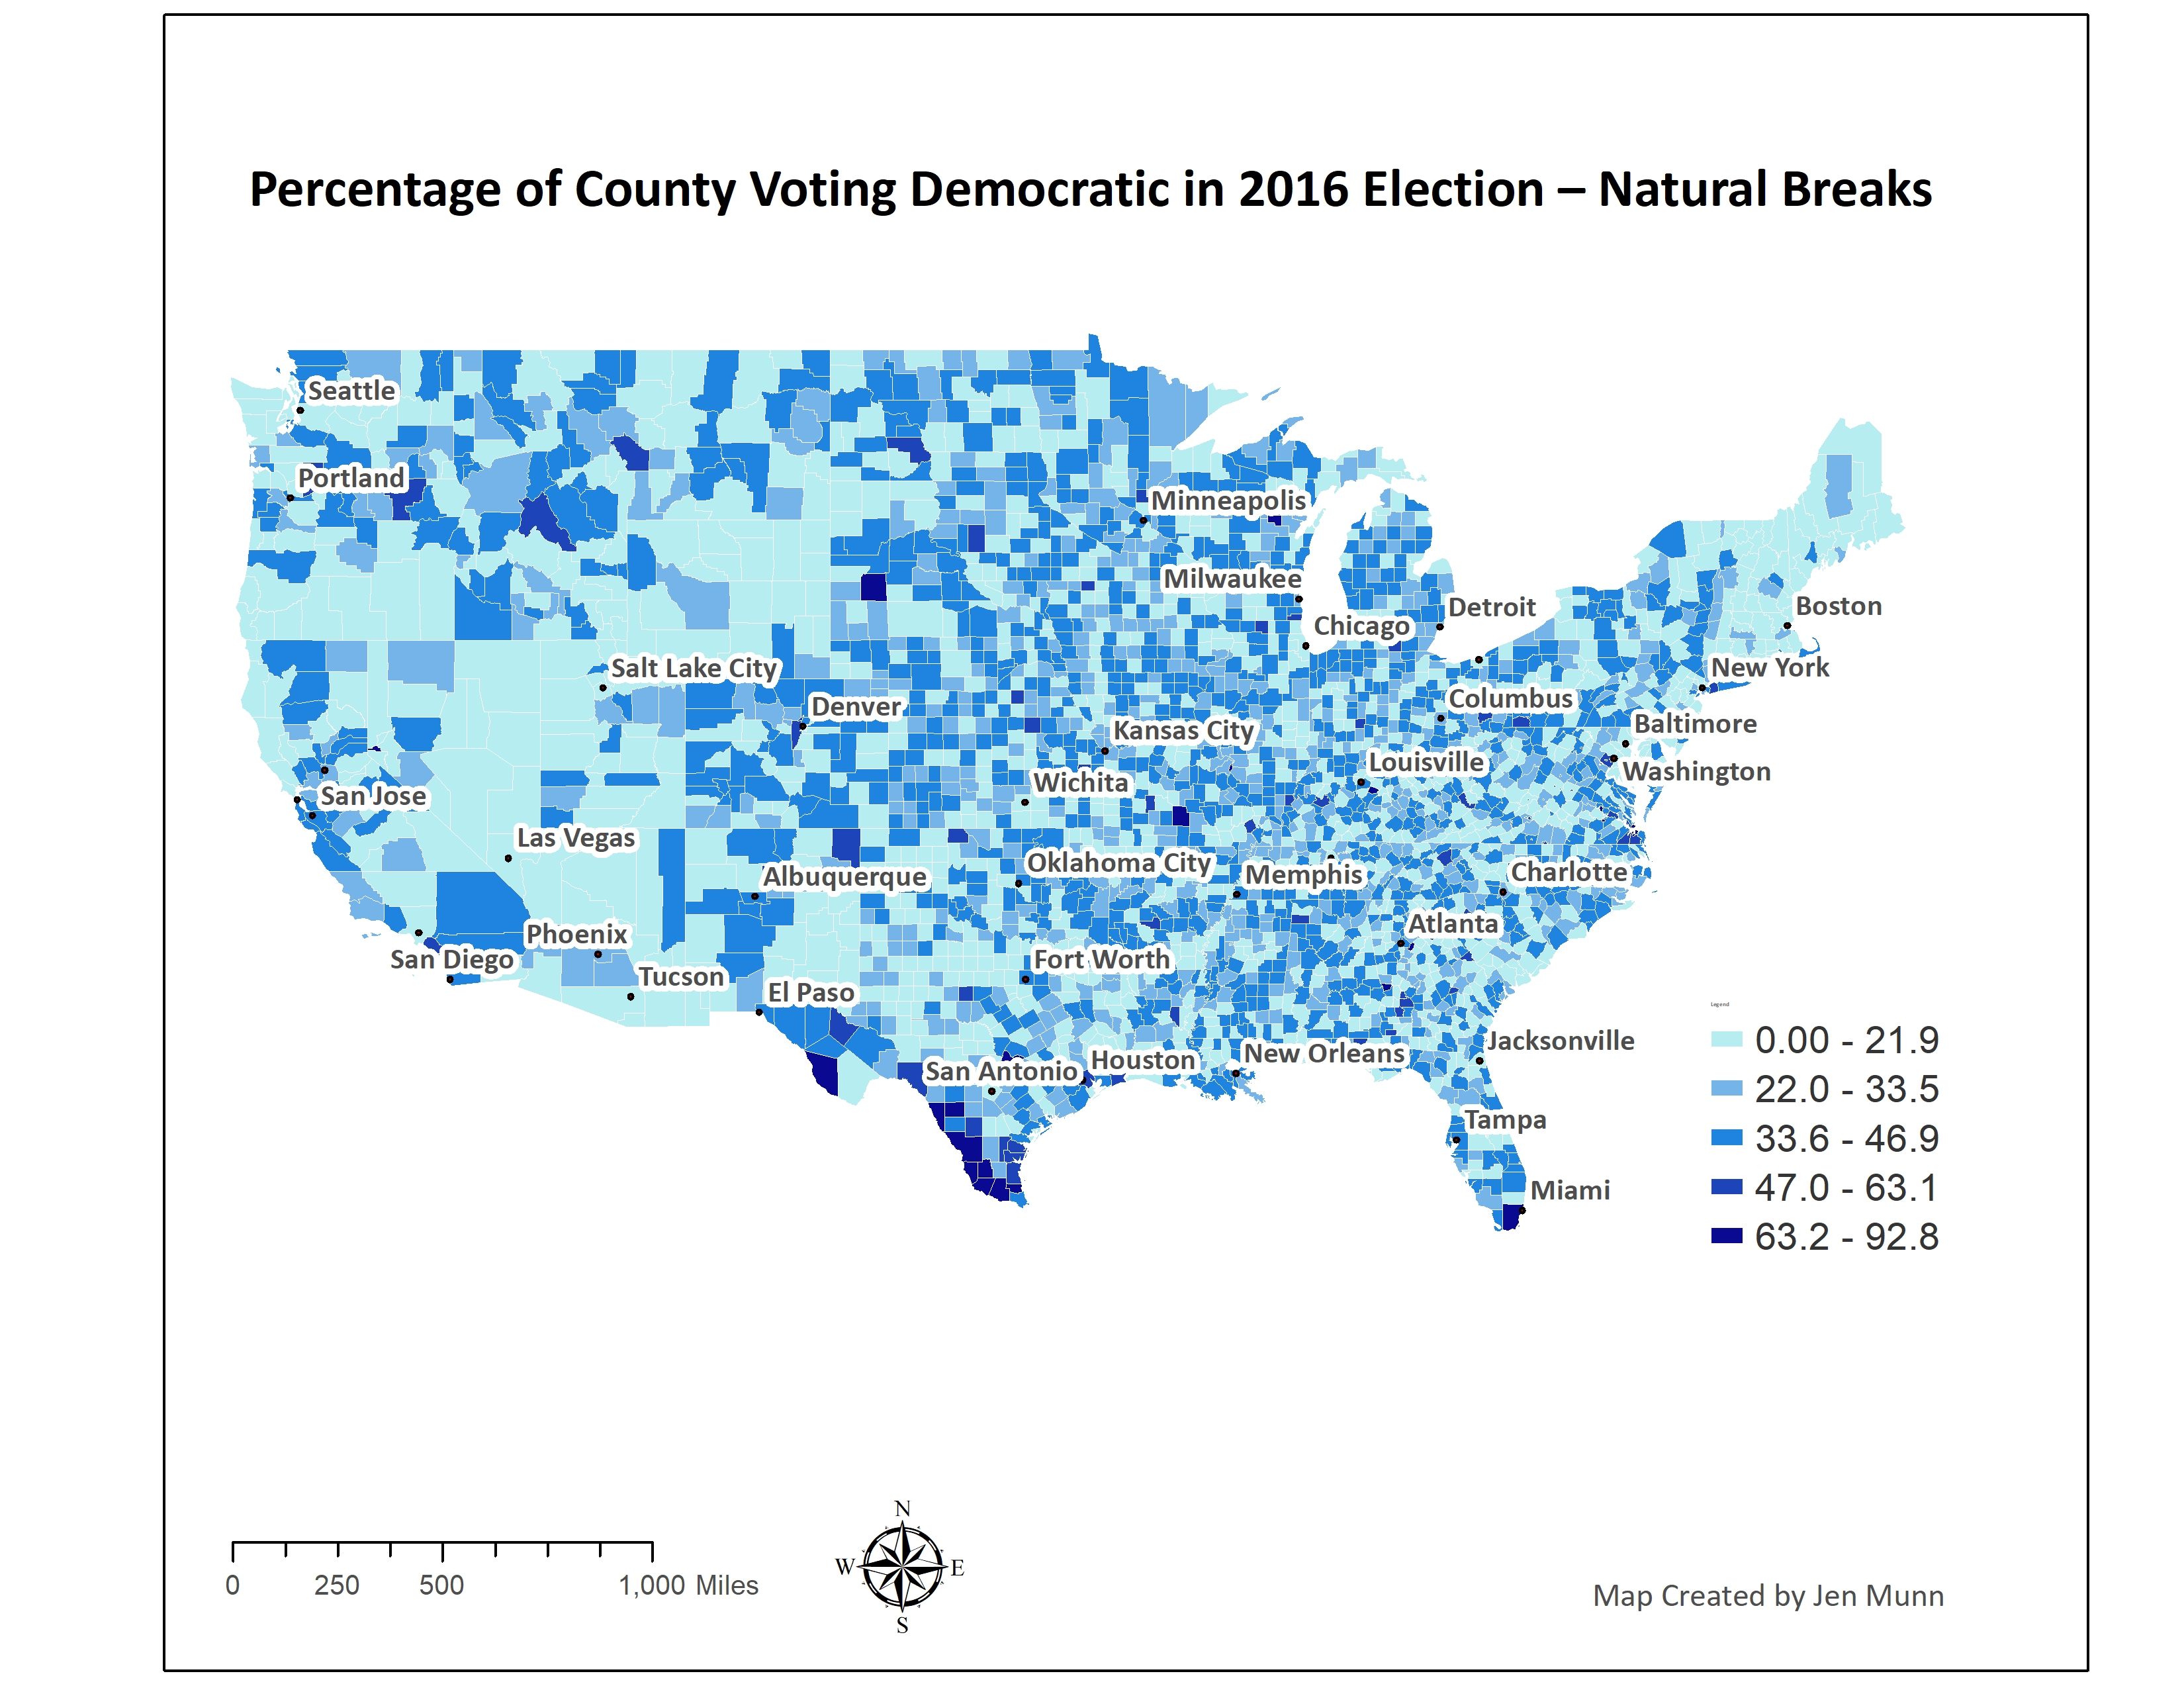 Percentage of County Voting Democratic in 2016 Election – Natural Breaks
Seattle
Portland
Minneapolis
Milwaukee
Detroit
Boston
Chicago
Salt Lake City
New York
Denver
Columbus
Kansas City
Baltimore
Louisville
Washington
Wichita
San Jose
Las Vegas
Oklahoma City
Albuquerque
Memphis
Charlotte
Atlanta
Phoenix
San Diego
Fort Worth
Tucson
El Paso
Legend
0.00 - 21.9
Jacksonville
New Orleans
Houston
San Antonio
22.0 - 33.5
Tampa
33.6 - 46.9
Miami
47.0 - 63.1
63.2 - 92.8
N
W E
S
0 250 500 1,000 Miles
Map Created by Jen Munn